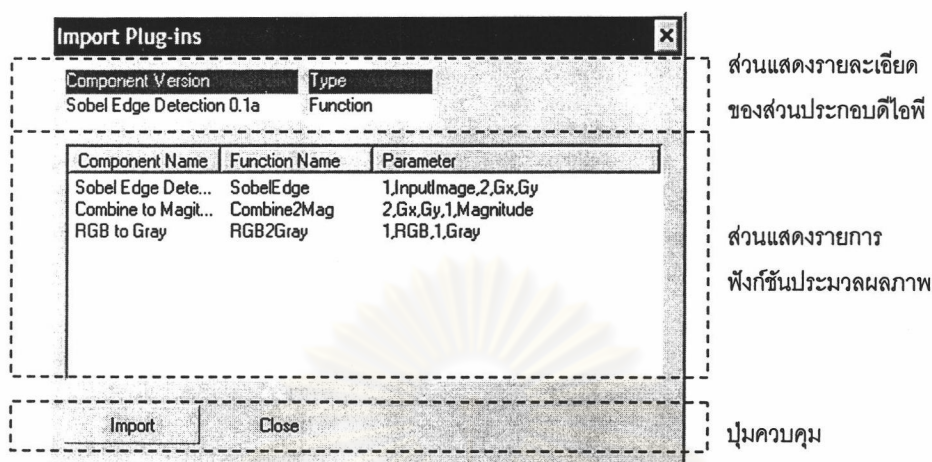 Import Plug-ins
Component Version Type
Sobel Edge Detection 0.1a Function
ส่วนแสดงรายละเอียด
ของส่วนประกอบดีไอพี
Component Name Function Name Parameter
Sobel Edge Dete... SobelEdge 1,InputImage,2,Gx,Gy
Combine to Magit... Combine2Mag 2,Gx,Gy,1,Magnitude
RGB to Gray RGB2Gray 1,RGB,1,Gray
ส่วนแสดงรายการ
ฟังก์ชันประมวลผลภาพ
Import Close
ปุ่มควบคุม